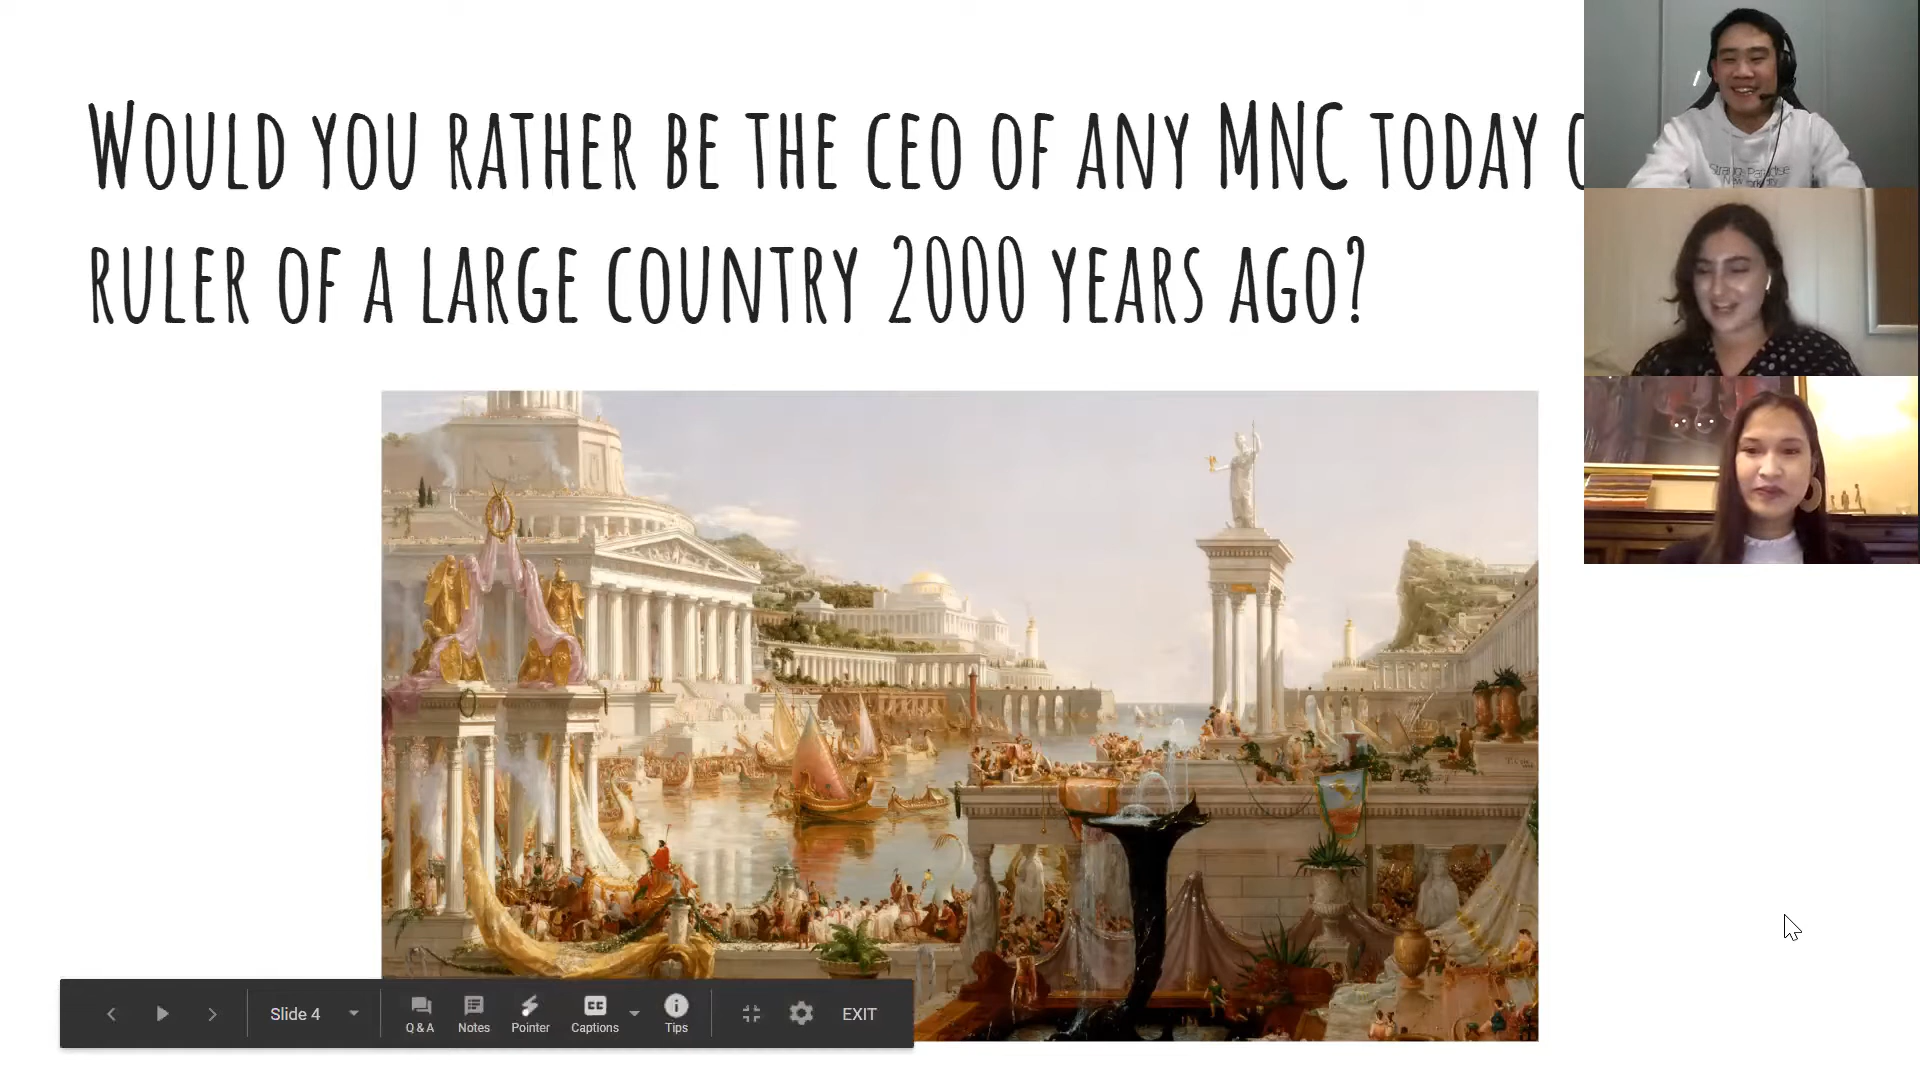 Would you rather be the CEO of any MNC today
ruler of a large country 2000 years ago?
Slide 4
Q & A
Notes
Pointer
CC
Captions
Tips
EXIT